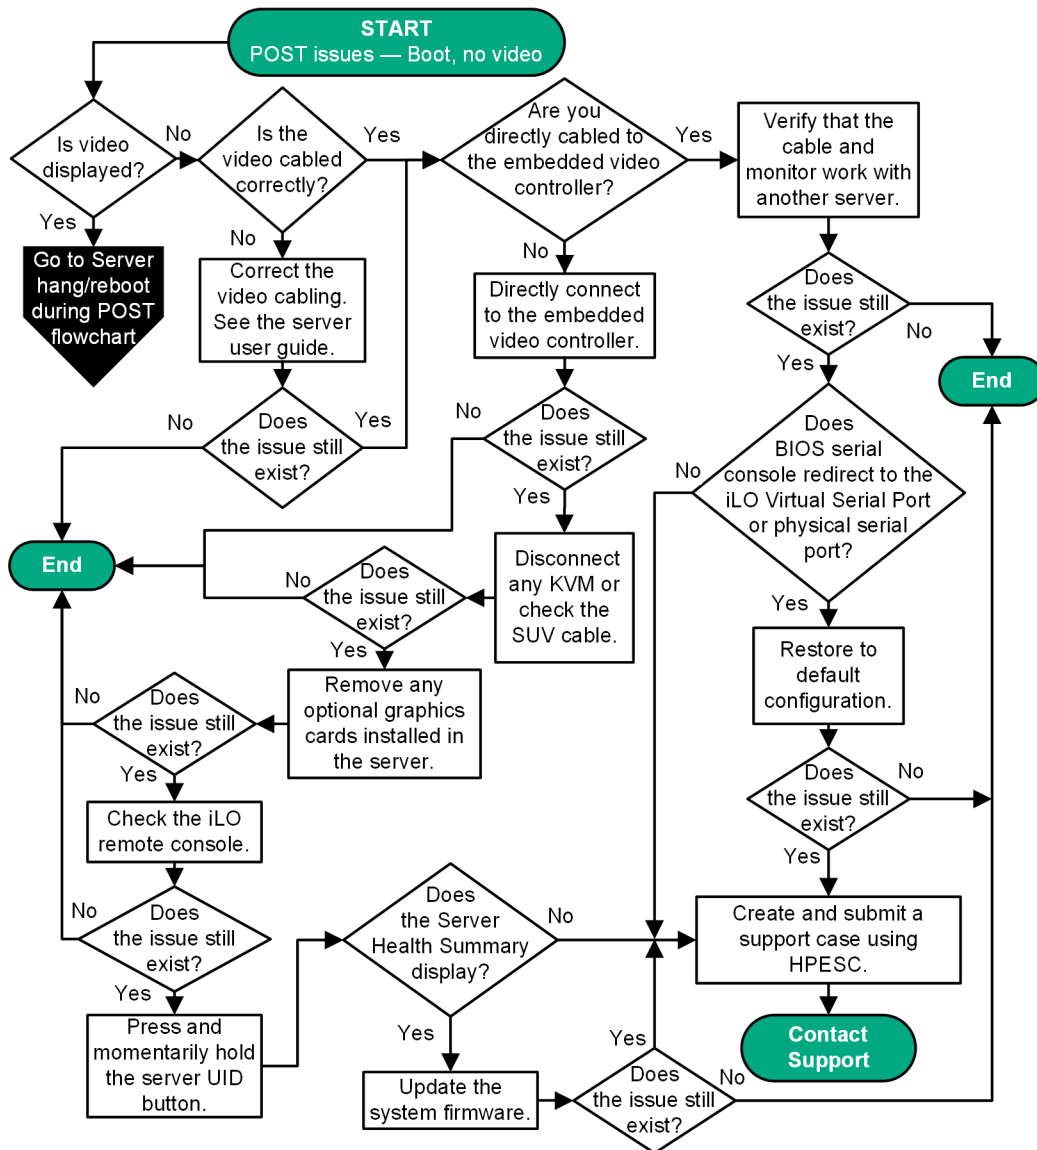 START
POST issues — Boot, no video
Is video
displayed?
No
Yes
Go to Server
hang/reboot
during POST
flowchart
Is the
video cabled
correctly?
Yes
No
Correct the
video cabling.
See the server
user guide.
Does
the issue still
exist?
No
Yes
End
Are you
directly cabled to
the embedded video
controller?
Yes
No
Directly connect
to the embedded
video controller.
Does
the issue still
exist?
No
Yes
Disconnect
any KVM or
check the
SUV cable.
Does
the issue still
exist?
No
Yes
Remove any
optional graphics
cards installed in
the server.
Does
the issue still
exist?
No
Yes
Check the iLO
remote console.
Does
the issue still
exist?
No
Yes
Press and
momentarily hold
the server UID
button.
Does
the Server
Health Summary
display?
No
Yes
Update the
system firmware.
Does
the issue still
exist?
Yes
No
Verify that the
cable and
monitor work with
another server.
Does
the issue still
exist?
No
Yes
End
Does
BIOS serial
console redirect to the
iLO Virtual Serial Port
or physical serial
port?
No
Yes
Restore to
default
configuration.
Does
the issue still
exist?
No
Yes
Create and submit a
support case using
HPESC.
Contact
Support